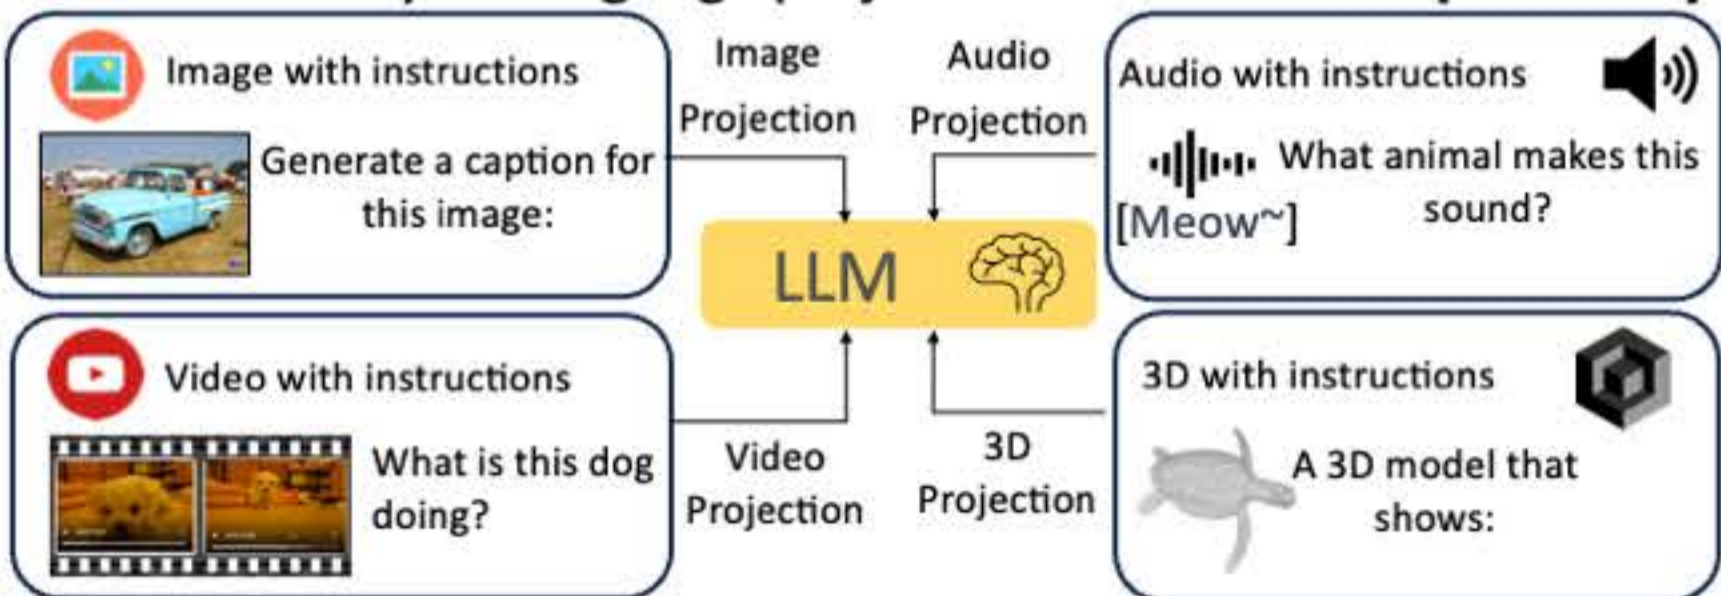 Image with instructions
Generate a caption for
this image:
Image
Projection
Audio
Projection
Audio with instructions
What animal makes this
sound?
[Meow~]
LLM
Video with instructions
What is this dog
doing?
Video
Projection
3D
Projection
3D with instructions
A 3D model that
shows: